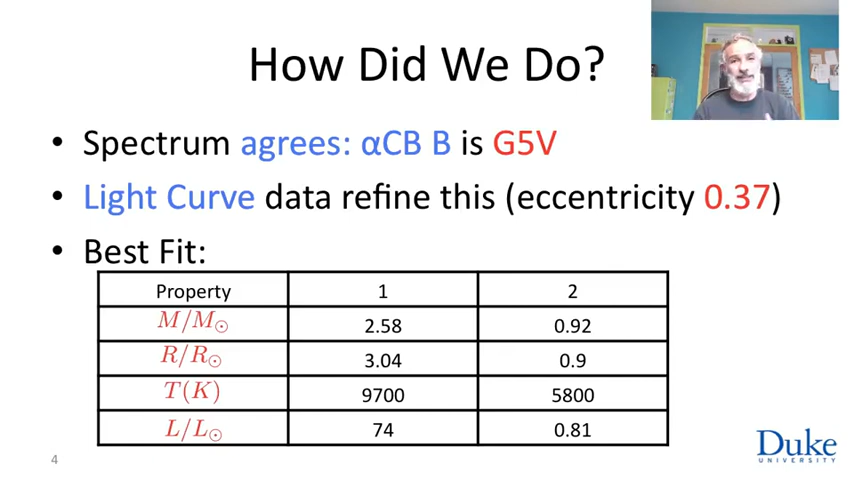 How Did We Do?
• Spectrum agrees: αCB B is G5V
• Light Curve data refine this (eccentricity 0.37)
• Best Fit:
Property 1 2
M/M☉ 2.58 0.92
R/R☉ 3.04 0.9
T(K) 9700 5800
L/L☉ 74 0.81
4
Duke
UNIVERSITY